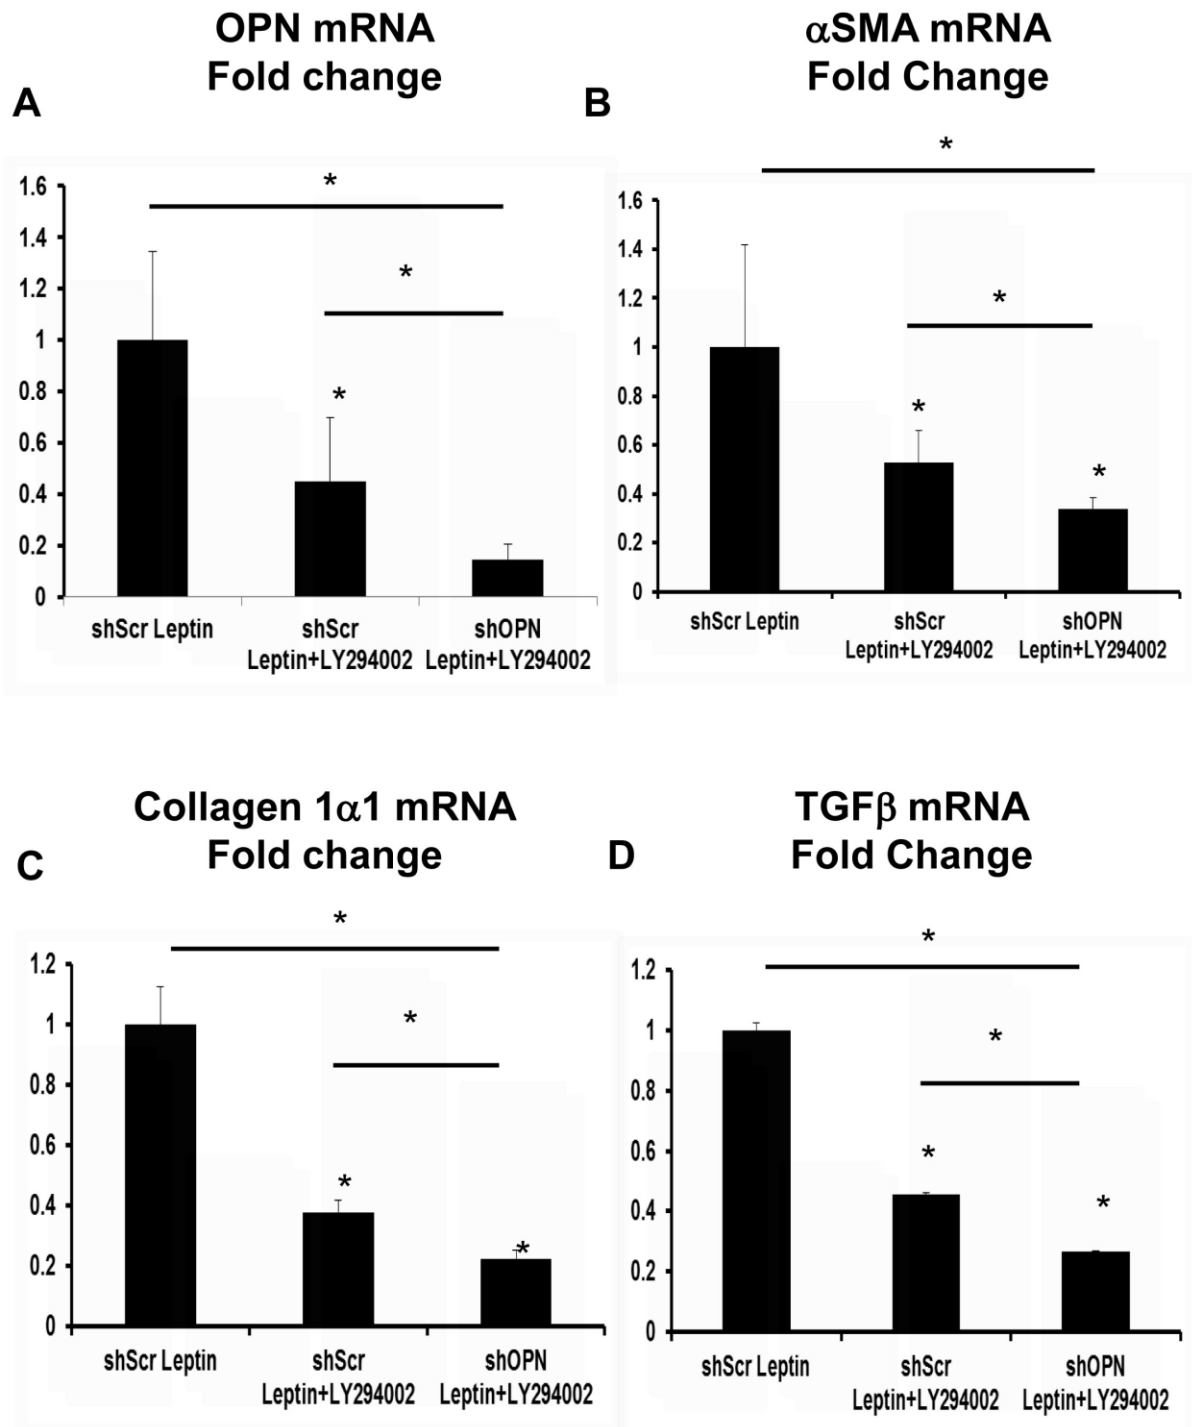 OPN mRNA
Fold change
A
*
1.6
1.4
1.2
1
0.8
0.6
0.4
0.2
0
*
*
shScr Leptin
shScr
Leptin+LY294002
shOPN
Leptin+LY294002
αSMA mRNA
Fold Change
B
*
1.6
1.4
1.2
1
0.8
0.6
0.4
0.2
0
*
*
*
shScr Leptin
shScr
Leptin+LY294002
shOPN
Leptin+LY294002
Collagen 1α1 mRNA
Fold change
C
*
1.2
1
0.8
0.6
0.4
0.2
0
*
*
*
shScr Leptin
shScr
Leptin+LY294002
shOPN
Leptin+LY294002
TGFβ mRNA
Fold Change
D
*
1.2
1
0.8
0.6
0.4
0.2
0
*
*
*
shScr Leptin
shScr
Leptin+LY294002
shOPN
Leptin+LY294002